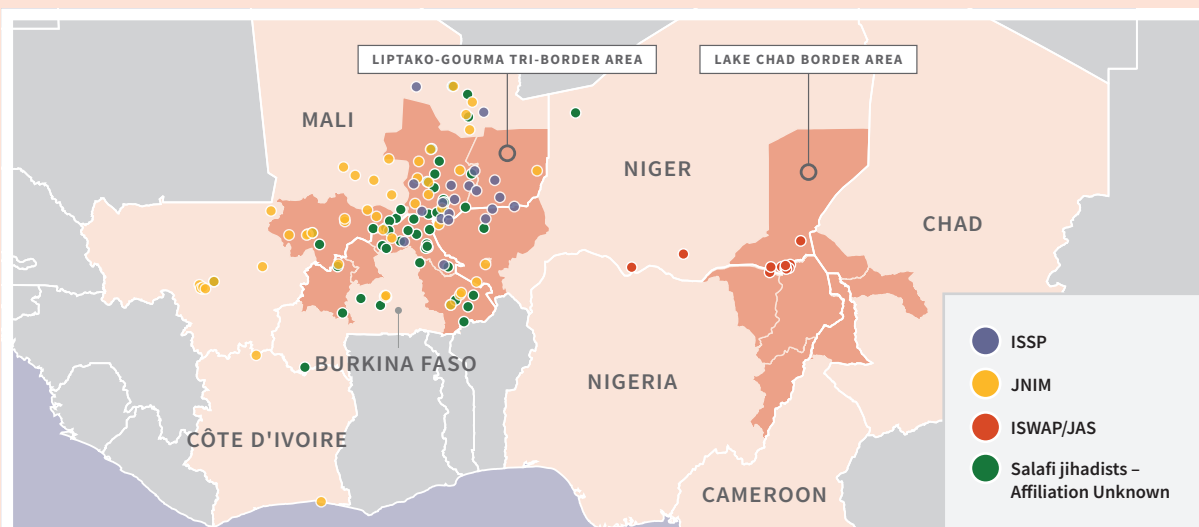 LIPTAKO-GOURMA TRI-BORDER AREA
LAKE CHAD BORDER AREA
MALI
NIGER
CHAD
BURKINA FASO
NIGERIA
CÔTE D'IVOIRE
CAMEROON
ISSP
JNIM
ISWAP/JAS
Salafi jihadists –
Affiliation Unknown